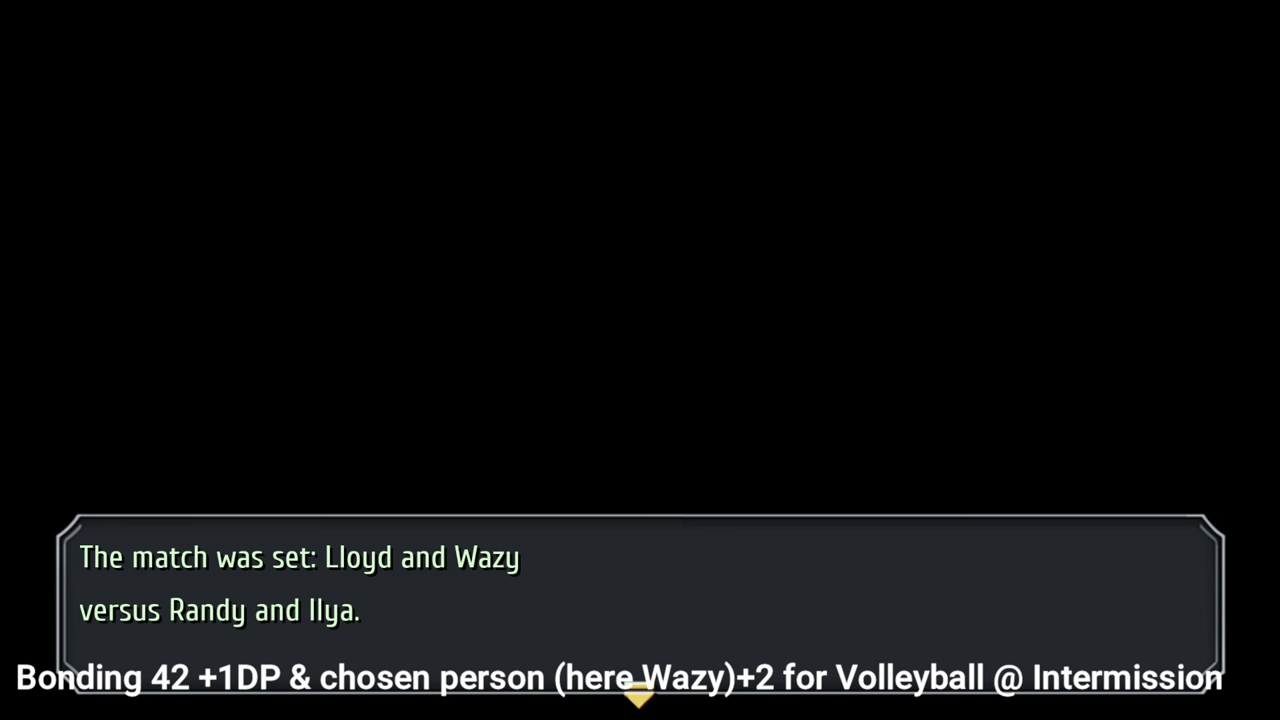 The match was set: Lloyd and Wazy
versus Randy and Ilya.
Bonding 42 +1DP & chosen person (here Wazy)+2 for Volleyball @ Intermission